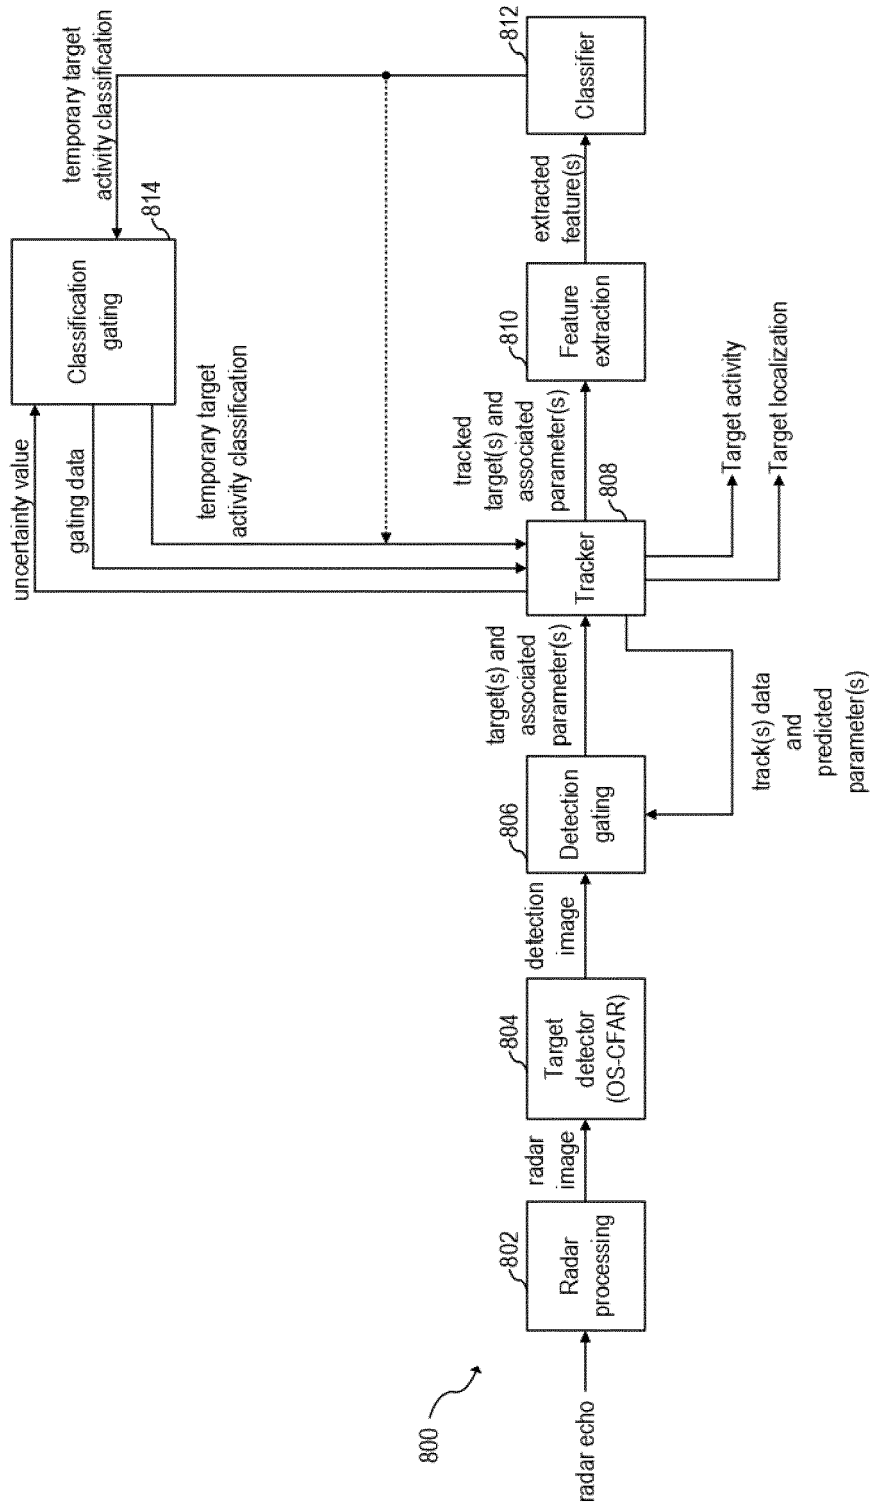 800
radar echo
802
Radar
processing
radar
image
804
Target
detector
(OS-CFAR)
detection
image
806
Detection
gating
target(s) and
associated
parameter(s)
track(s) data
and
predicted
parameter(s)
808
Tracker
Target activity
Target localization
tracked
target(s) and
associated
parameter(s)
810
Feature
extraction
extracted
feature(s)
812
Classifier
temporary target
activity classification
814
Classification
gating
uncertainty value
gating data
temporary target
activity classification